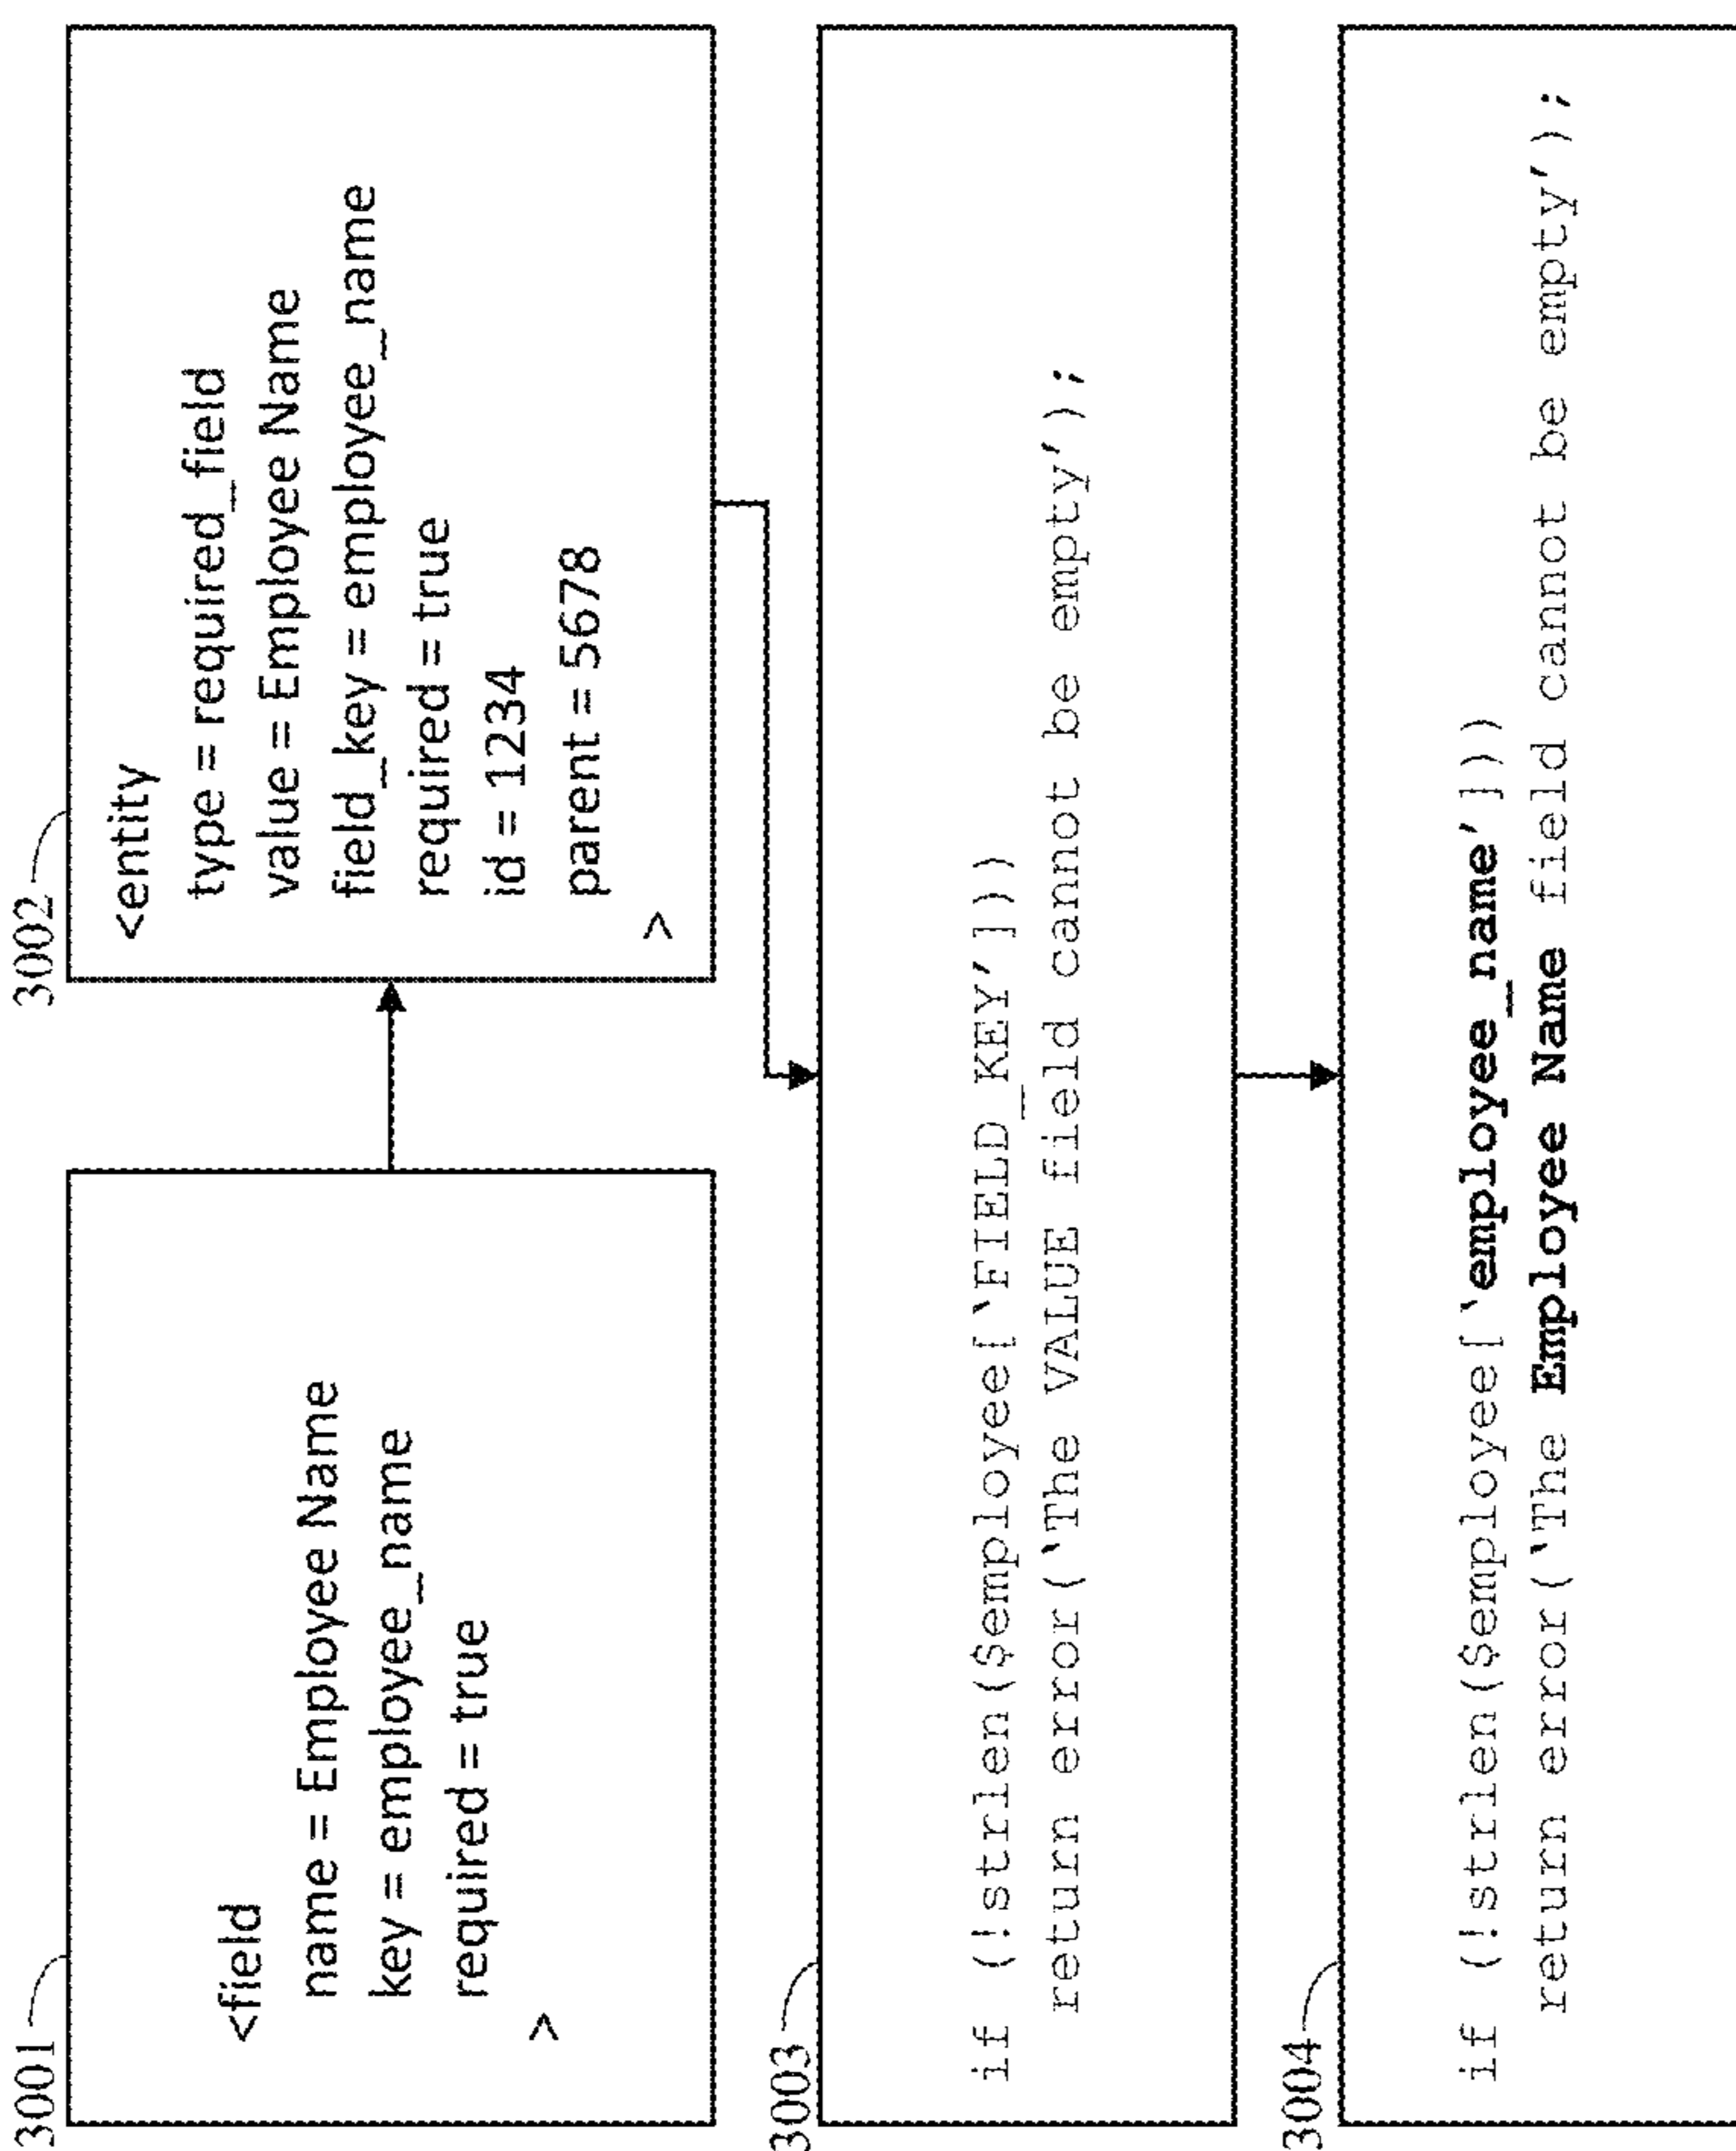 3001
<field
name = Employee Name
key = employee_name
required = true
>
3002
<entity
type = required_field
value = Employee Name
field_key = employee_name
required = true
id = 1234
parent = 5678
>
3003
if (!strlen($employee[‘FIELD_KEY’]))
return error(‘The VALUE field cannot be empty’);
3004
if (!strlen($employee[‘employee_name’]))
return error(‘The Employee Name field cannot be empty’);